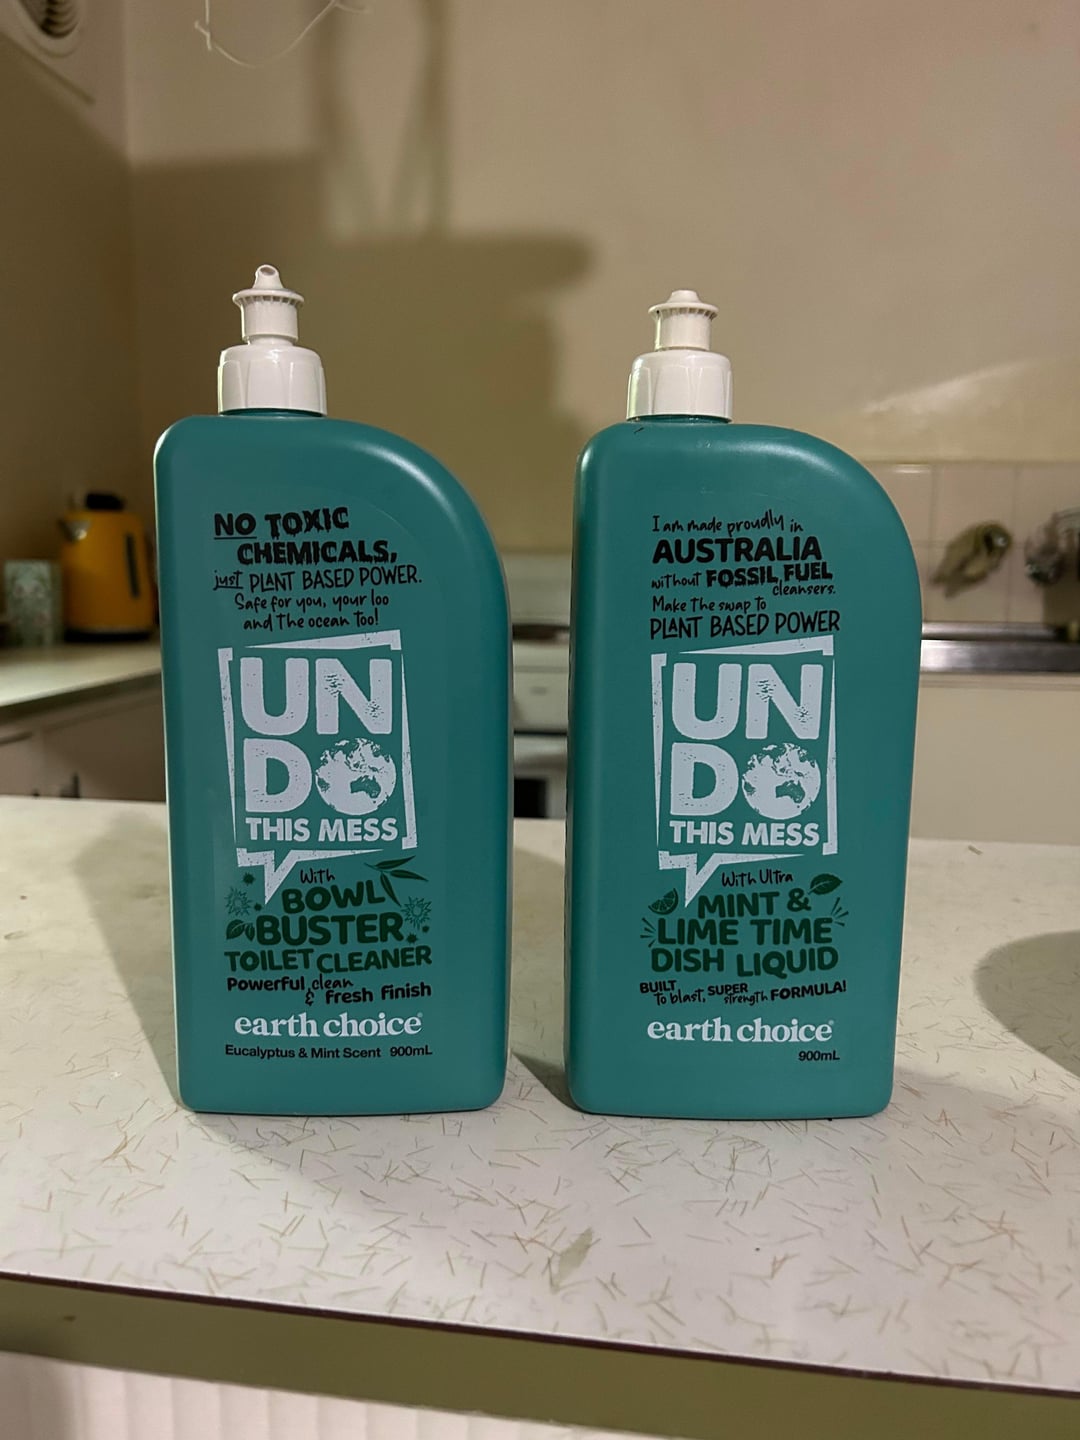 NO TOXIC
CHEMICALS,
just PLANT BASED POWER.
Safe for you, your loo
and the ocean too!
UN
DO
THIS MESS
With
BOWL
BUSTER
TOILET CLEANER
Powerful clean
& fresh finish
earth choice®
Eucalyptus & Mint Scent 900mL
I am made proudly in
AUSTRALIA
without FOSSIL FUEL
cleansers.
Make the swap to
PLANT BASED POWER
UN
DO
THIS MESS
With Ultra
MINT &
LIME TIME
DISH LIQUID
BUILT to blast, SUPER strength FORMULA!
earth choice®
900mL